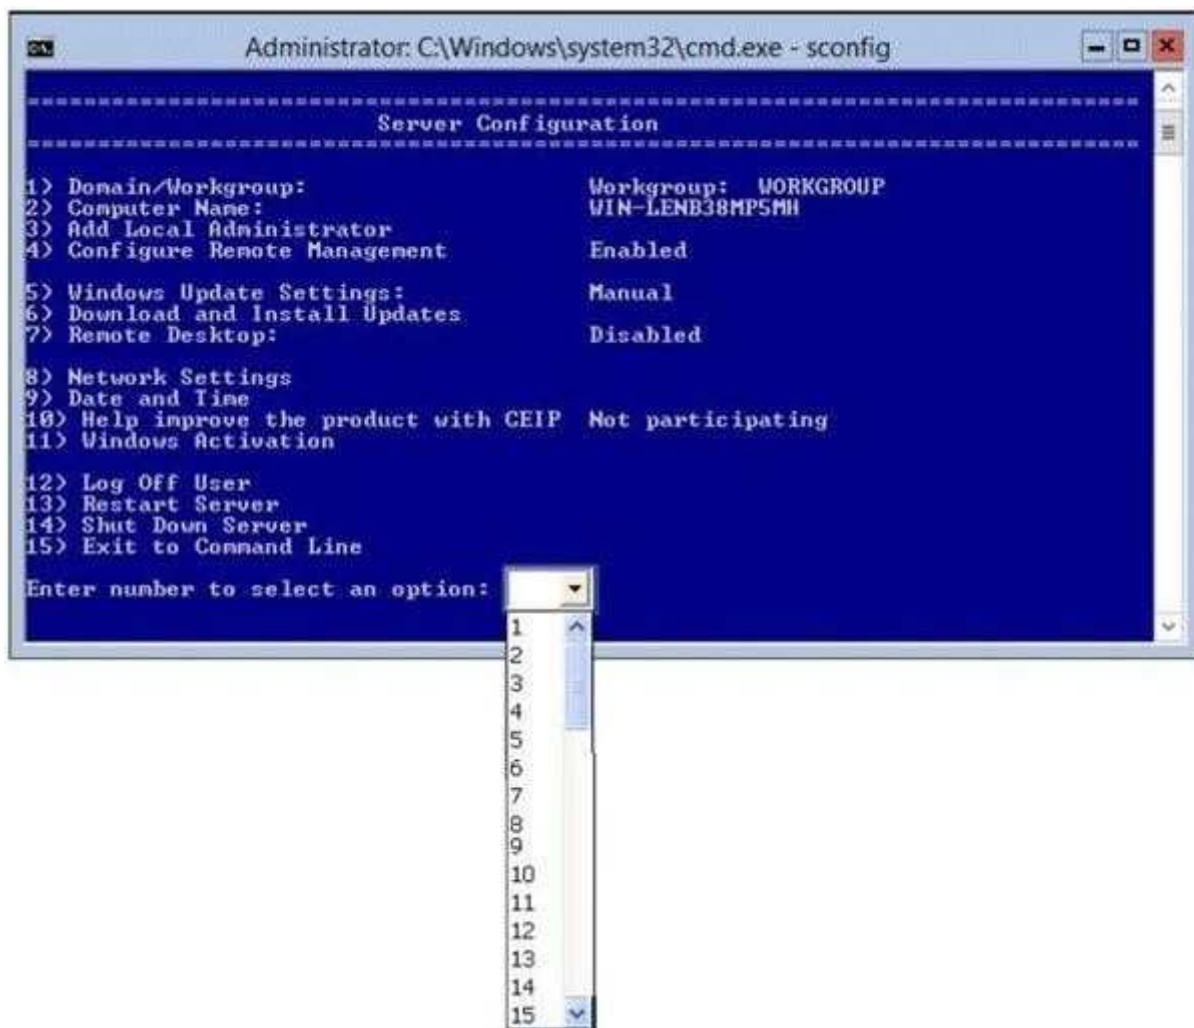 Administrator: C:\Windows\system32\cmd.exe - sconfig
===============================================================================
Server Configuration
===============================================================================
1) Domain/Workgroup: Workgroup: WORKGROUP
2) Computer Name: WIN-LENB38MP5MH
3) Add Local Administrator
4) Configure Remote Management Enabled
5) Windows Update Settings: Manual
6) Download and Install Updates
7) Remote Desktop: Disabled
8) Network Settings
9) Date and Time
10) Help improve the product with CEIP Not participating
11) Windows Activation
12) Log Off User
13) Restart Server
14) Shut Down Server
15) Exit to Command Line
Enter number to select an option:
1
2
3
4
5
6
7
8
9
10
11
12
13
14
15